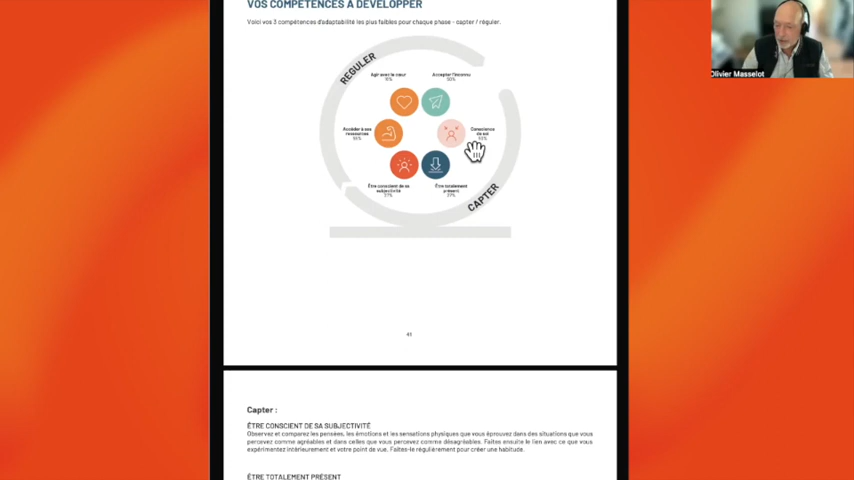 VOS COMPÉTENCES À DÉVELOPPER
Voici vos 3 compétences d'adaptabilité les plus faibles pour chaque phase - capter / réguler.
RÉGULER
Agir avec le cœur
Accepter l'inconnu
50%
Accéder à ses
ressources
Conscience
de soi
Être conscient de sa
subjectivité
Être totalement
présent
CAPTER
Capter :
ÊTRE CONSCIENT DE SA SUBJECTIVITÉ
Observez et comparez les pensées, les émotions et les sensations physiques que vous éprouvez dans des situations que vous
percevez comme agréables et dans celles que vous percevez comme désagréables. Faites ensuite le lien avec ce que vous
expérimentez intérieurement et votre point de vue. Faites-le régulièrement pour créer une habitude.
ÊTRE TOTALEMENT PRÉSENT
Olivier Masselot